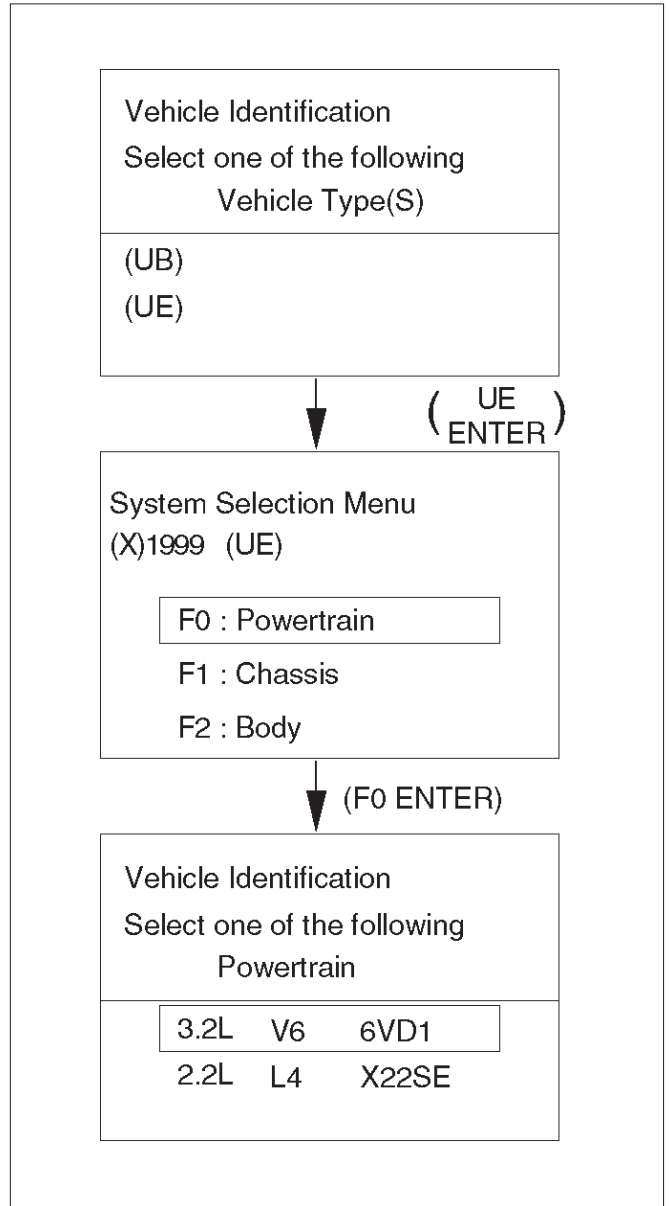 Vehicle Identification
Select one of the following
Vehicle Type(S)
(UB)
(UE)
( UE
ENTER )
System Selection Menu
(X)1999 (UE)
F0 : Powertrain
F1 : Chassis
F2 : Body
(F0 ENTER)
Vehicle Identification
Select one of the following
Powertrain
3.2L V6 6VD1
2.2L L4 X22SE